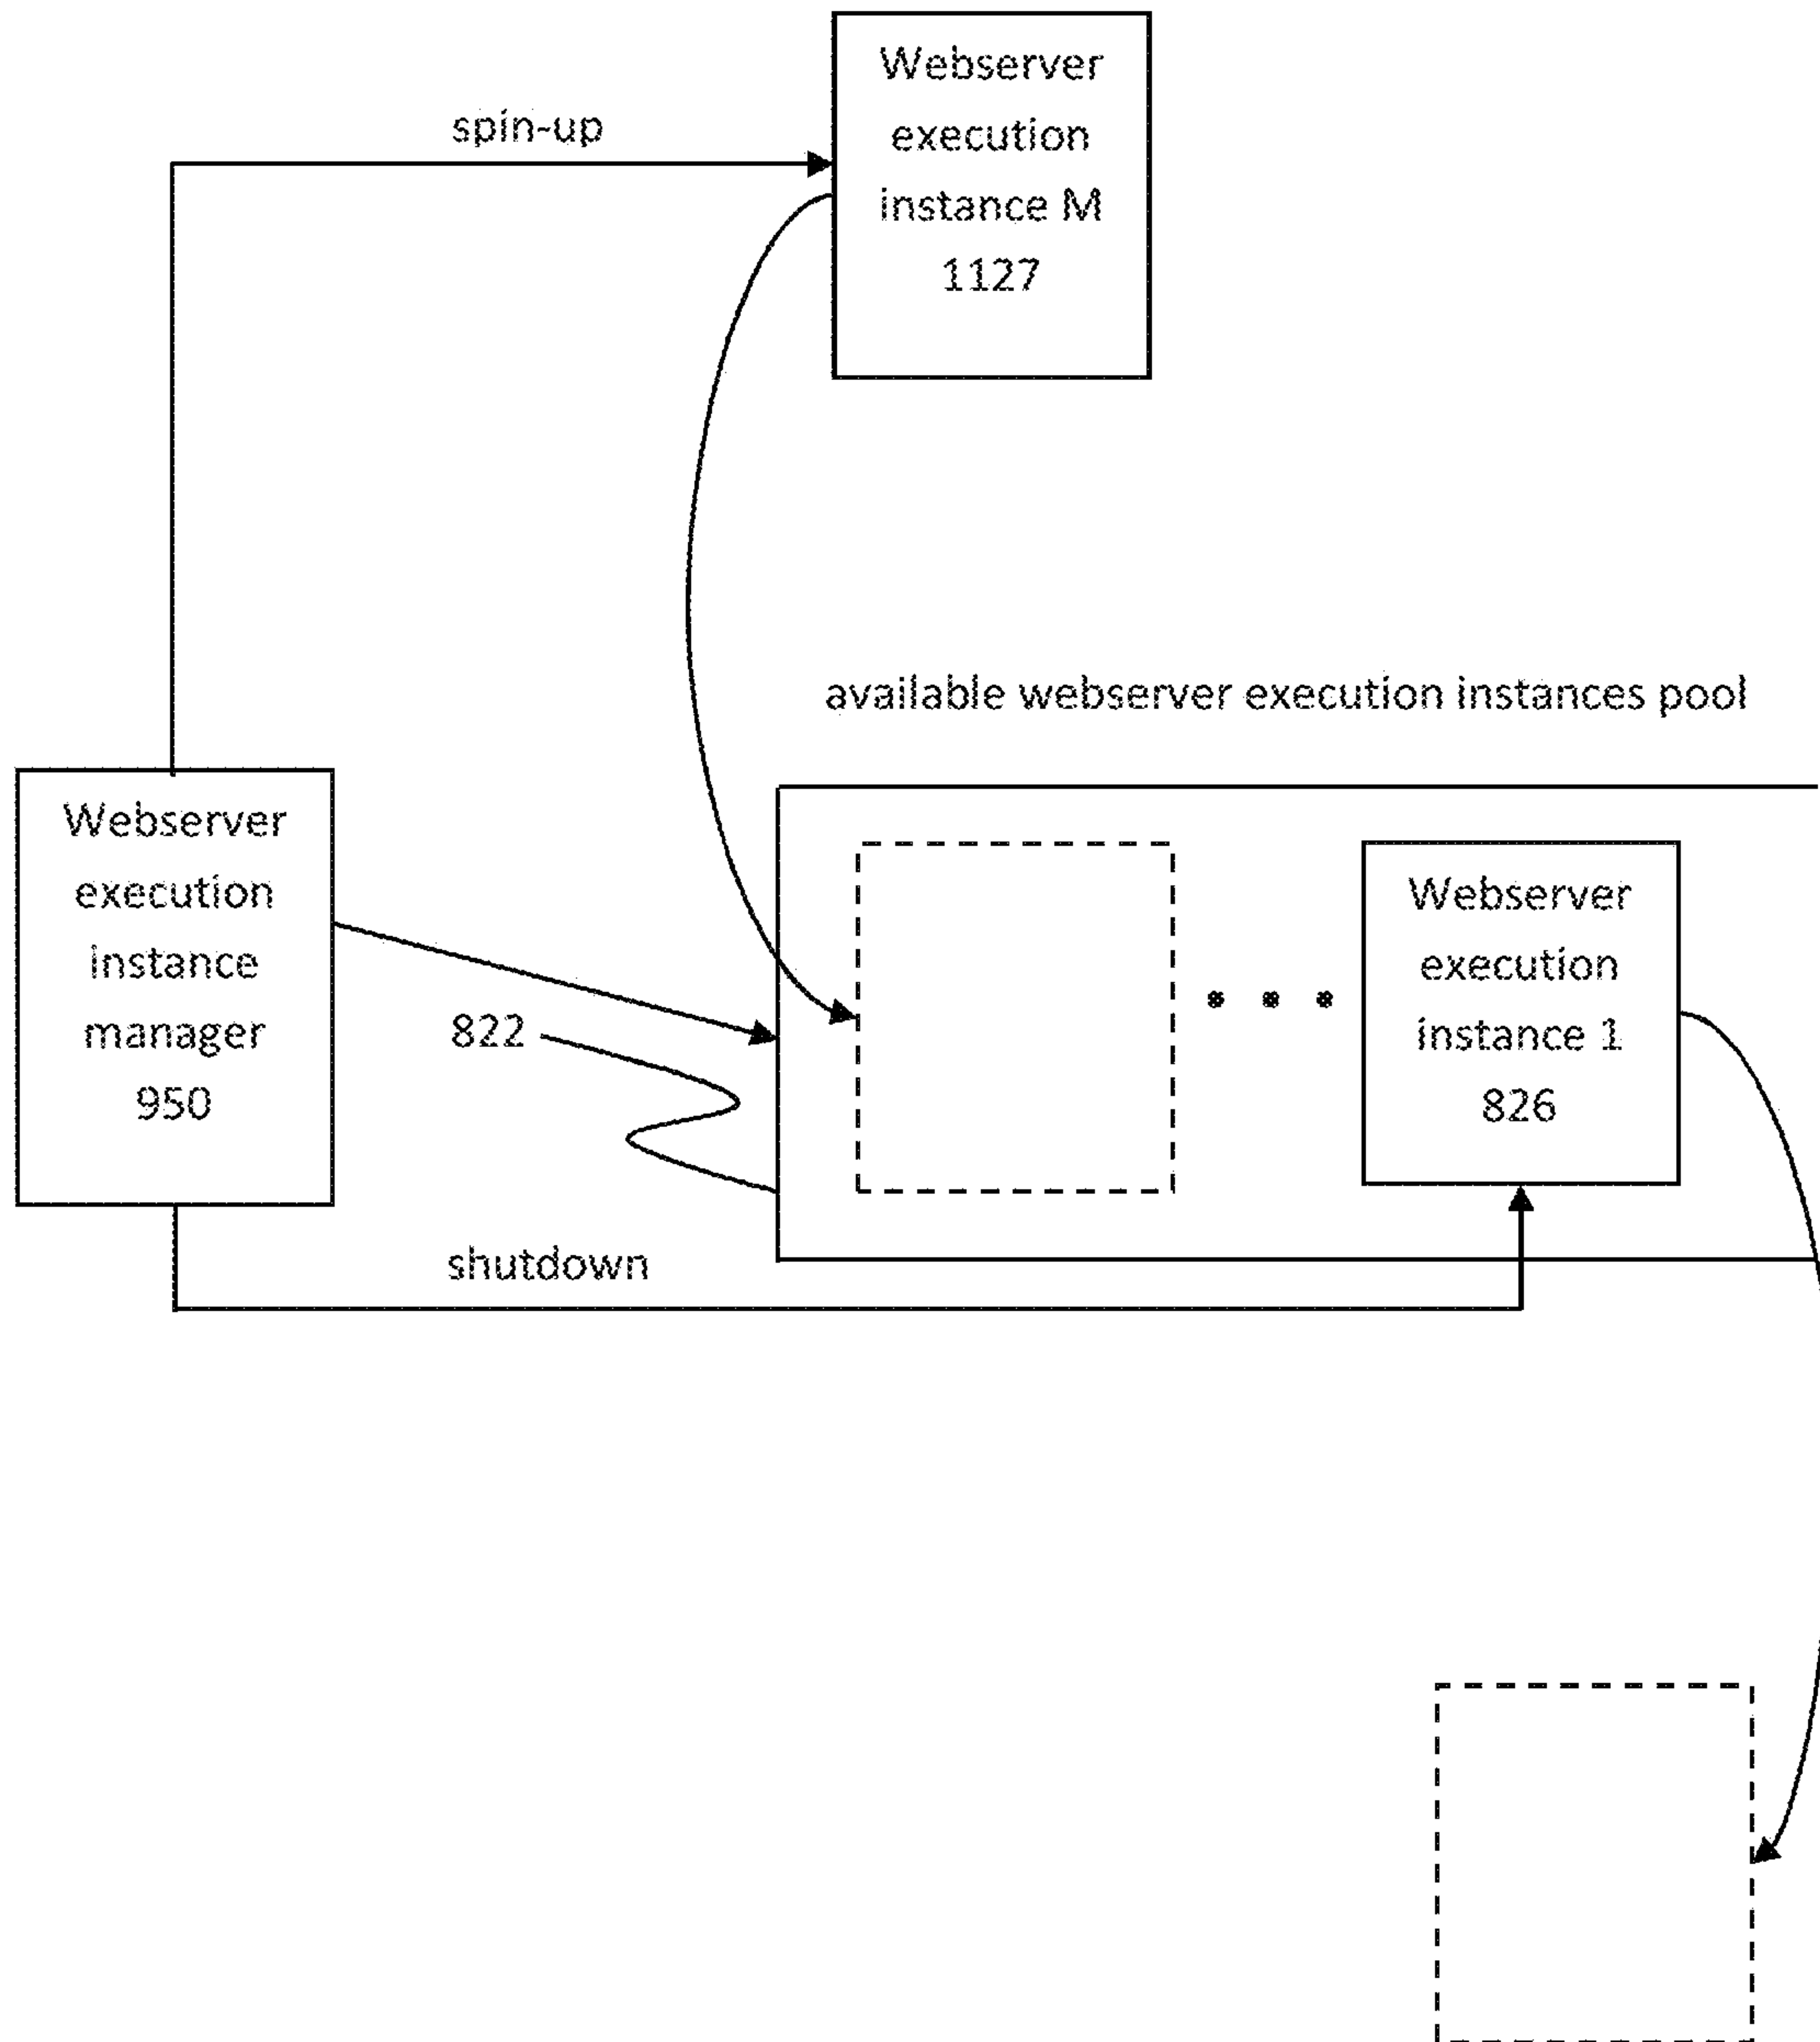 Webserver
execution
instance M
1127
spin-up
available webserver execution instances pool
Webserver
execution
instance
manager
950
822
Webserver
execution
instance 1
826
shutdown